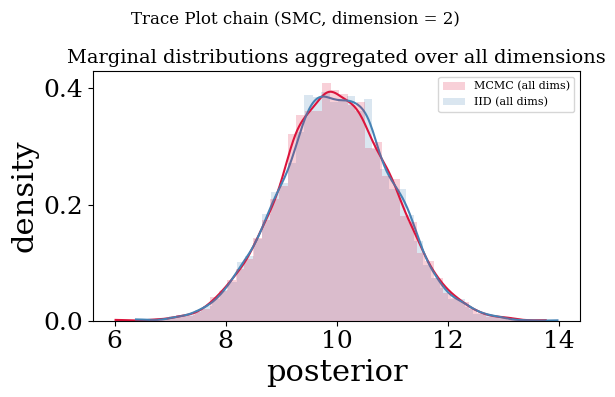 Trace Plot chain (SMC, dimension = 2)
Marginal distributions aggregated over all dimensions
MCMC (all dims)
IID (all dims)
density
0.4
0.2
0.0
6 8 10 12 14
posterior